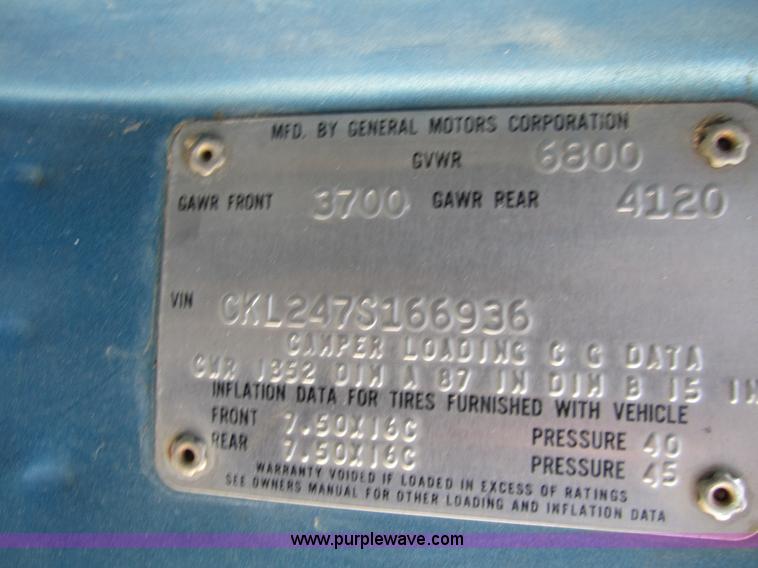 MFD. BY GENERAL MOTORS CORPORATION
GVWR 6800
GAWR FRONT 3700 GAWR REAR 4120
VIN CKL247S166936
CAMPER LOADING C G DATA
CWR 1352 DIM A 87 IN DIM B 15 IN
INFLATION DATA FOR TIRES FURNISHED WITH VEHICLE
FRONT 7.50X16C PRESSURE 40
REAR 7.50X16C PRESSURE 45
WARRANTY VOIDED IF LOADED IN EXCESS OF RATINGS
SEE OWNERS MANUAL FOR OTHER LOADING AND INFLATION DATA
www.purplewave.com